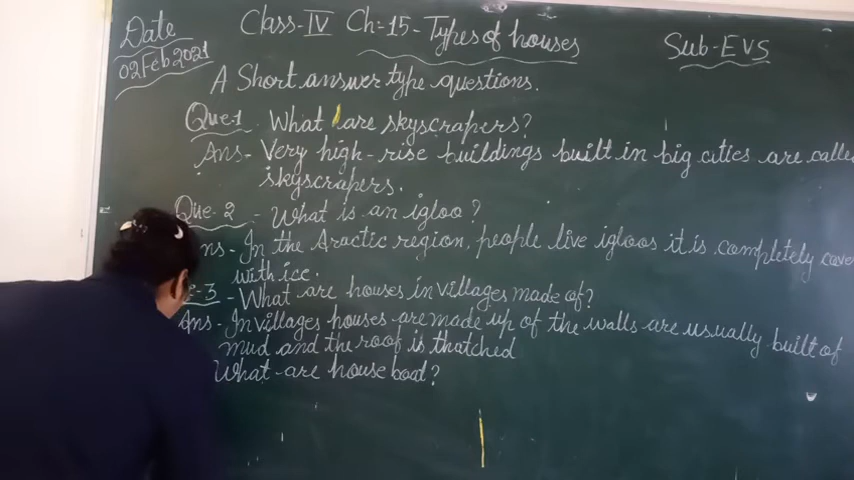 Date
02Feb2021
Class-IV Ch:15-Types of houses
Sub-EVS
A Short answer type questions.
Que-1 What are skyscrapers?
Ans- Very high-rise buildings built in big cities are called
skyscrapers.
Que-2 - What is an igloo?
ns- In the Aractic region, people live igloos it is completely cove
with ice.
-3 - What are houses in villages made of?
Ans- In villages houses are made up of the walls are usually built of
mud and the roof is thatched
What are house boat?